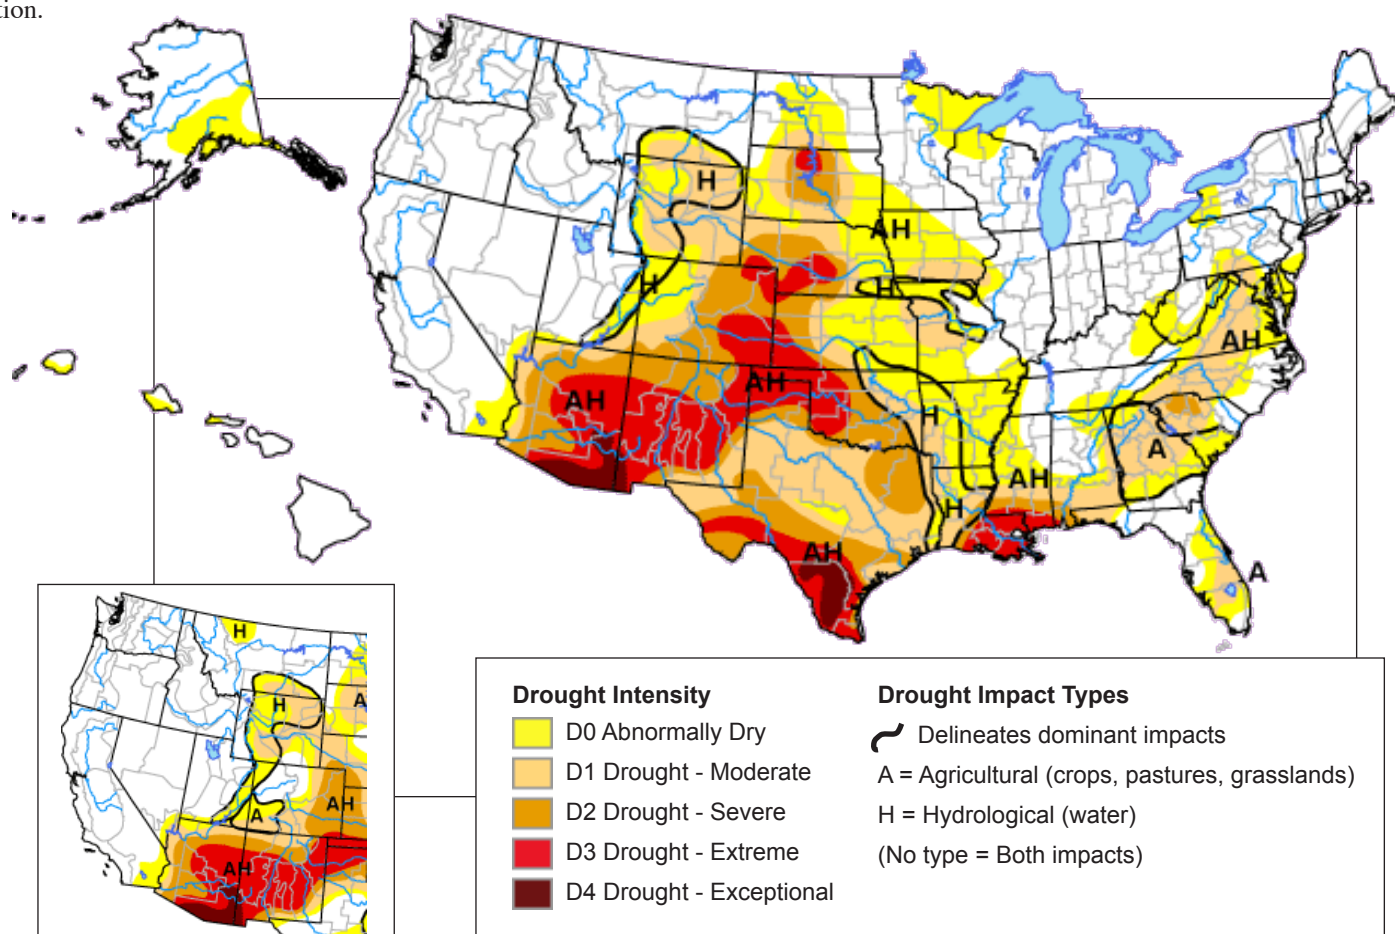 tion.
H
AH
H
H
AH
AH
AH
H
A
AH
H
AH
A
H
A
H
AH
A
AH
Drought Intensity
D0 Abnormally Dry
D1 Drought - Moderate
D2 Drought - Severe
D3 Drought - Extreme
D4 Drought - Exceptional
Drought Impact Types
Delineates dominant impacts
A = Agricultural (crops, pastures, grasslands)
H = Hydrological (water)
(No type = Both impacts)